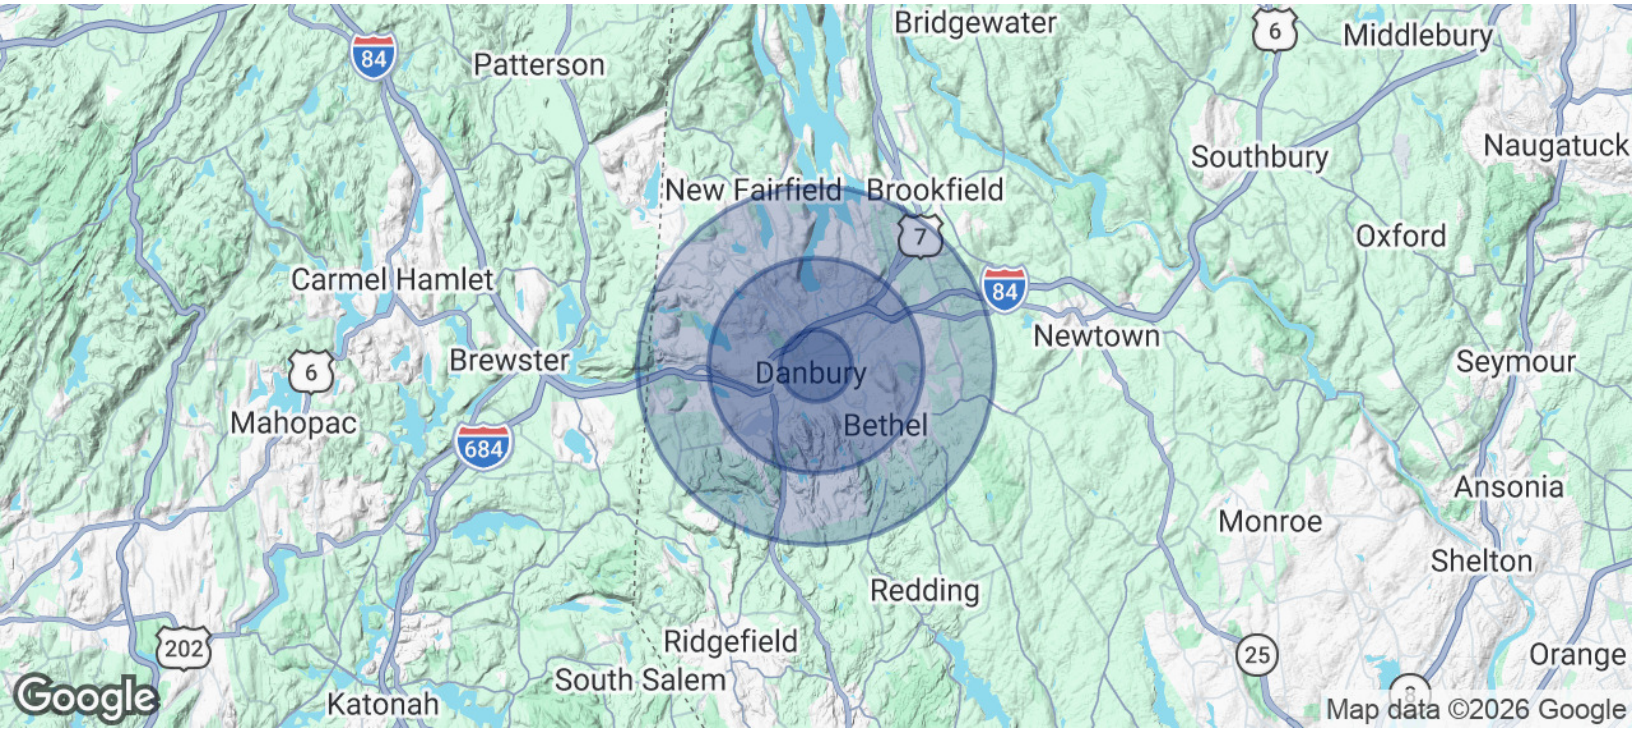 Bridgewater
6
Middlebury
84
Patterson
Naugatuck
Southbury
New Fairfield
Brookfield
7
Oxford
Carmel Hamlet
84
Newtown
Brewster
Seymour
6
Danbury
Mahopac
Bethel
684
Ansonia
Monroe
Shelton
Redding
202
Ridgefield
25
Orange
South Salem
Google
Katonah
8
Map data ©2026 Google